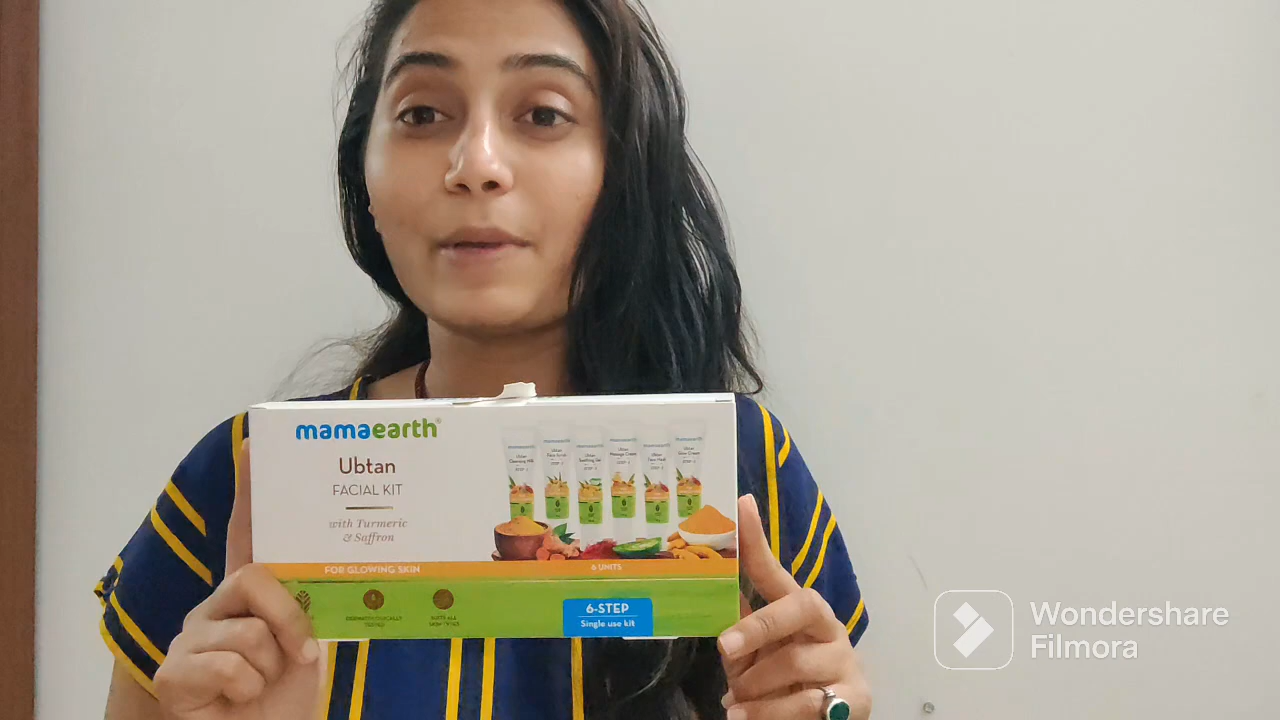 mamaearth
Ubtan
FACIAL KIT
with Turmeric
& Saffron
FOR GLOWING SKIN
6 UNITS
6-STEP
Single use kit
Wondershare
Filmora